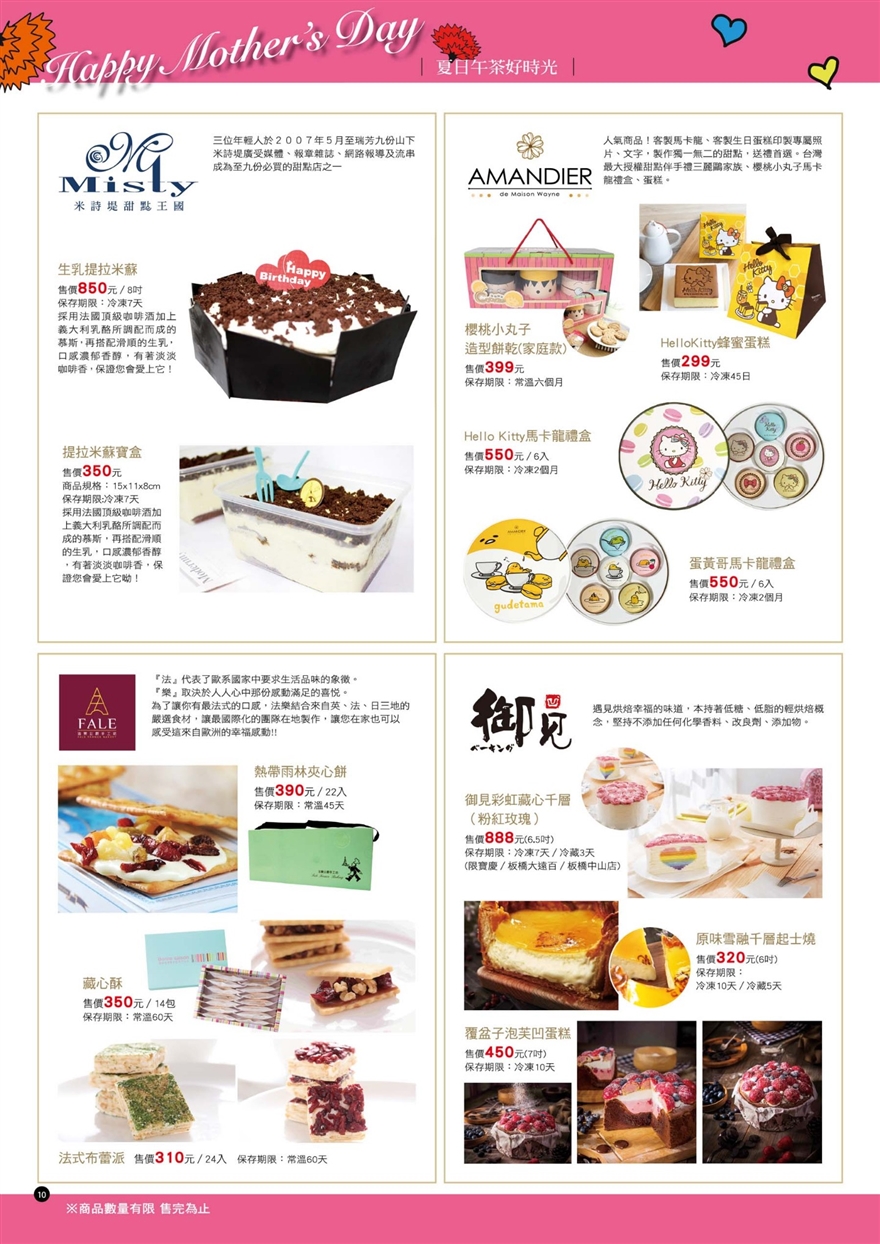 Happy Mother's Day
夏日午茶好時光
Misty
米詩堤甜點王國
三位年輕人於２００７年５月至瑞芳九份山下
米詩堤廣受媒體、報章雜誌、網路報導及流串
成為至九份必買的甜點店之一
生乳提拉米蘇
售價850元 / 8吋
保存期限：冷凍7天
採用法國頂級咖啡酒加上
義大利乳酪所調配而成的
慕斯，再搭配滑順的生乳，
口感濃郁香醇，有著淡淡
咖啡香，保證您會愛上它！
Happy
Birthday
提拉米蘇寶盒
售價350元
商品規格：15x11x8cm
保存期限:冷凍7天
採用法國頂級咖啡酒加
上義大利乳酪所調配而
成的慕斯，再搭配滑順
的生乳，口感濃郁香醇
，有著淡淡咖啡香，保
證您會愛上它呦！
AMANDIER
de Maison Wayne
人氣商品！客製馬卡龍、客製生日蛋糕印製專屬照
片、文字，製作獨一無二的甜點，送禮首選。台灣
最大授權甜點伴手禮三麗鷗家族、櫻桃小丸子馬卡
龍禮盒、蛋糕。
櫻桃小丸子
造型餅乾(家庭款)
售價399元
保存期限：常溫六個月
Hello Kitty
HelloKitty蜂蜜蛋糕
售價299元
保存期限：冷凍45日
Hello Kitty馬卡龍禮盒
售價550元 / 6入
保存期限：冷凍2個月
Hello Kitty
AMANDIER
gudetama
蛋黃哥馬卡龍禮盒
售價550元 / 6入
保存期限：冷凍2個月
FALE
『法』代表了歐系國家中要求生活品味的象徵。
『樂』取決於人人心中那份感動滿足的喜悅。
為了讓你有最法式的口感，法樂結合來自英、法、日三地的
嚴選食材，讓最國際化的團隊在地製作，讓您在家也可以
感受這來自歐洲的幸福感動!!
熱帶雨林夾心餅
售價390元 / 22入
保存期限：常溫45天
藏心酥
售價350元 / 14包
保存期限：常溫60天
法式布蕾派 售價310元 / 24入 保存期限：常溫60天
御見
ベーキング
遇見烘焙幸福的味道，本持著低糖、低脂的輕烘焙概
念，堅持不添加任何化學香料、改良劑、添加物。
御見彩虹藏心千層
（粉紅玫瑰）
售價888元(6.5吋)
保存期限：冷凍7天 / 冷藏3天
(限寶慶 / 板橋大遠百 / 板橋中山店)
原味雪融千層起士燒
售價320元(6吋)
保存期限：
冷凍10天 / 冷藏5天
覆盆子泡芙凹蛋糕
售價450元(7吋)
保存期限：冷凍10天
10
※商品數量有限 售完為止